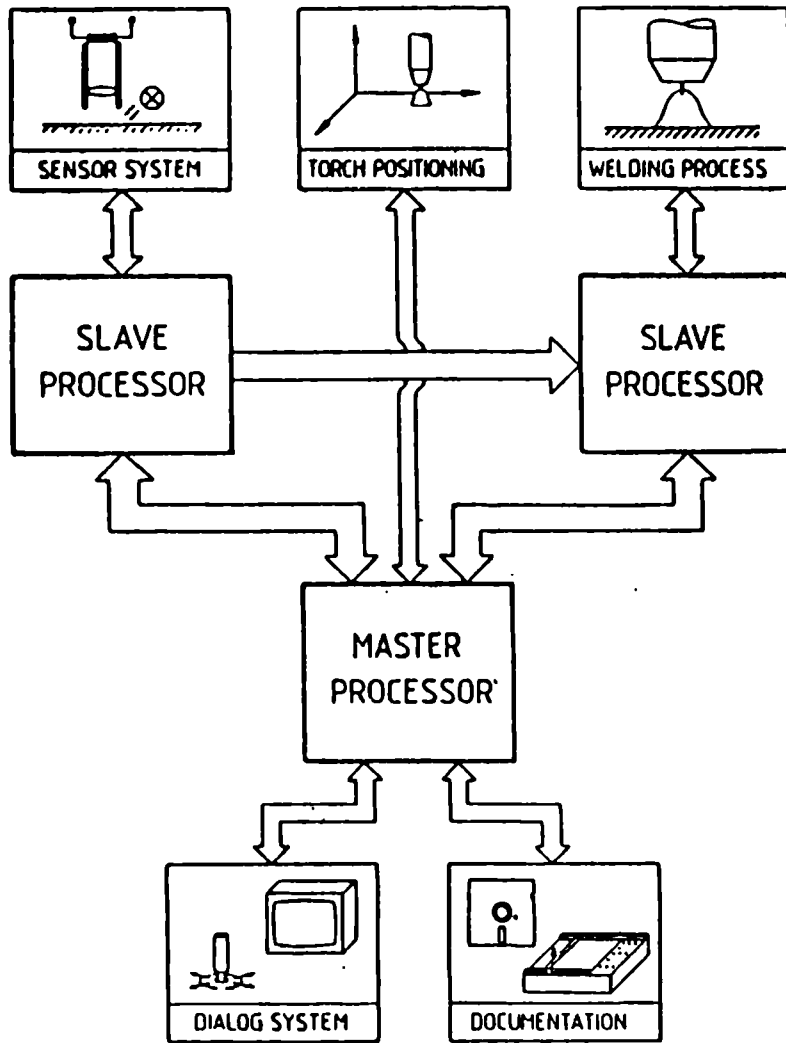 SENSOR SYSTEM
TORCH POSITIONING
WELDING PROCESS
SLAVE
PROCESSOR
SLAVE
PROCESSOR
MASTER
PROCESSOR
DIALOG SYSTEM
DOCUMENTATION